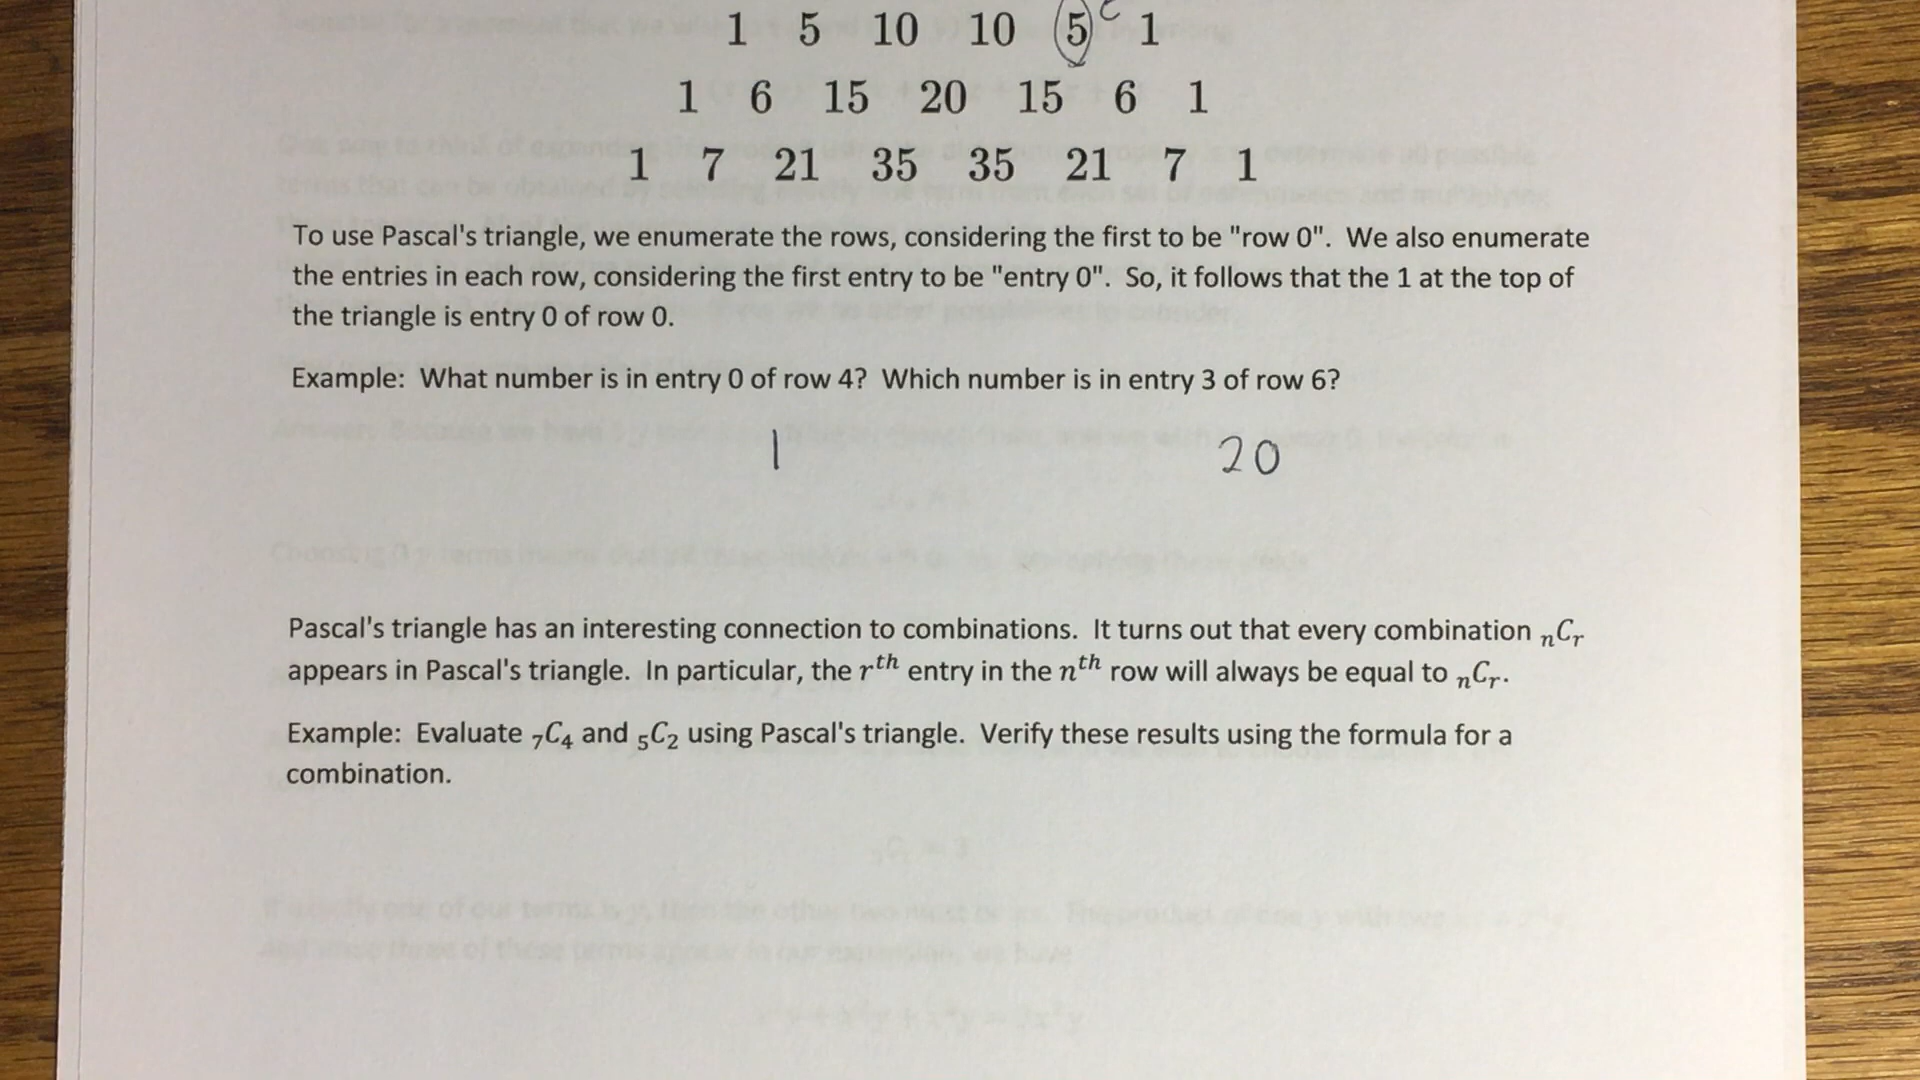 1 5 10 10 5 c 1
1 6 15 20 15 6 1
1 7 21 35 35 21 7 1
To use Pascal's triangle, we enumerate the rows, considering the first to be "row 0". We also enumerate
the entries in each row, considering the first entry to be "entry 0". So, it follows that the 1 at the top of
the triangle is entry 0 of row 0.
Example: What number is in entry 0 of row 4? Which number is in entry 3 of row 6?
1 20
Pascal's triangle has an interesting connection to combinations. It turns out that every combination ₙCᵣ
appears in Pascal's triangle. In particular, the rᵗʰ entry in the nᵗʰ row will always be equal to ₙCᵣ.
Example: Evaluate ₇C₄ and ₅C₂ using Pascal's triangle. Verify these results using the formula for a
combination.